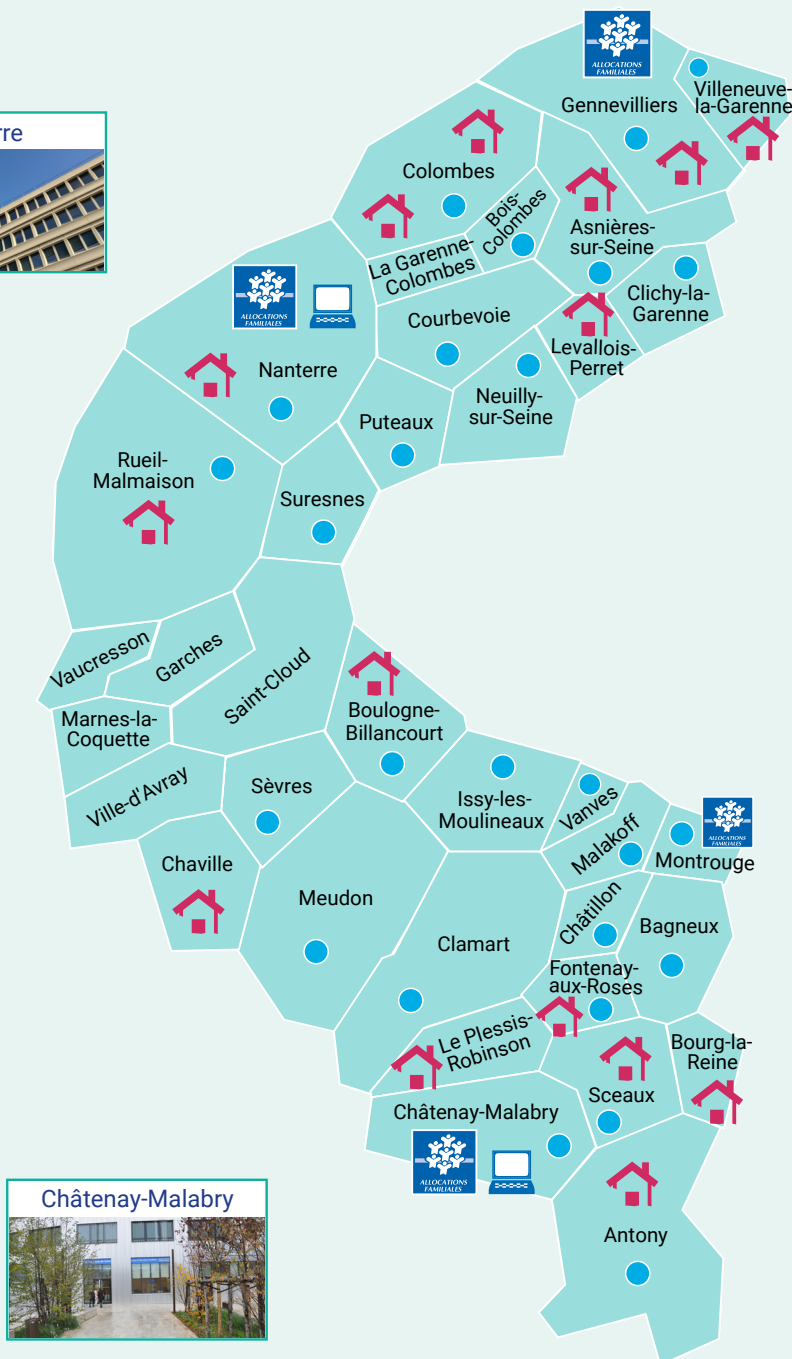 ALLOCATIONS
FAMILIALES
Gennevilliers
Villeneuve-
la-Garenne
rre
Colombes
Bois-
Colombes
Asnières-
sur-Seine
La Garenne-
Colombes
Clichy-la-
Garenne
ALLOCATIONS
FAMILIALES
Courbevoie
Levallois-
Perret
Nanterre
Neuilly-
sur-Seine
Puteaux
Rueil-
Malmaison
Suresnes
Vaucresson
Garches
Saint-Cloud
Marnes-la-
Coquette
Boulogne-
Billancourt
Ville-d'Avray
Sèvres
Issy-les-
Moulineaux
Vanves
Malakoff
ALLOCATIONS
FAMILIALES
Montrouge
Chaville
Meudon
Châtillon
Bagneux
Clamart
Fontenay-
aux-Roses
Le Plessis-
Robinson
Bourg-la-
Reine
Sceaux
Châtenay-Malabry
ALLOCATIONS
FAMILIALES
Châtenay-Malabry
Antony